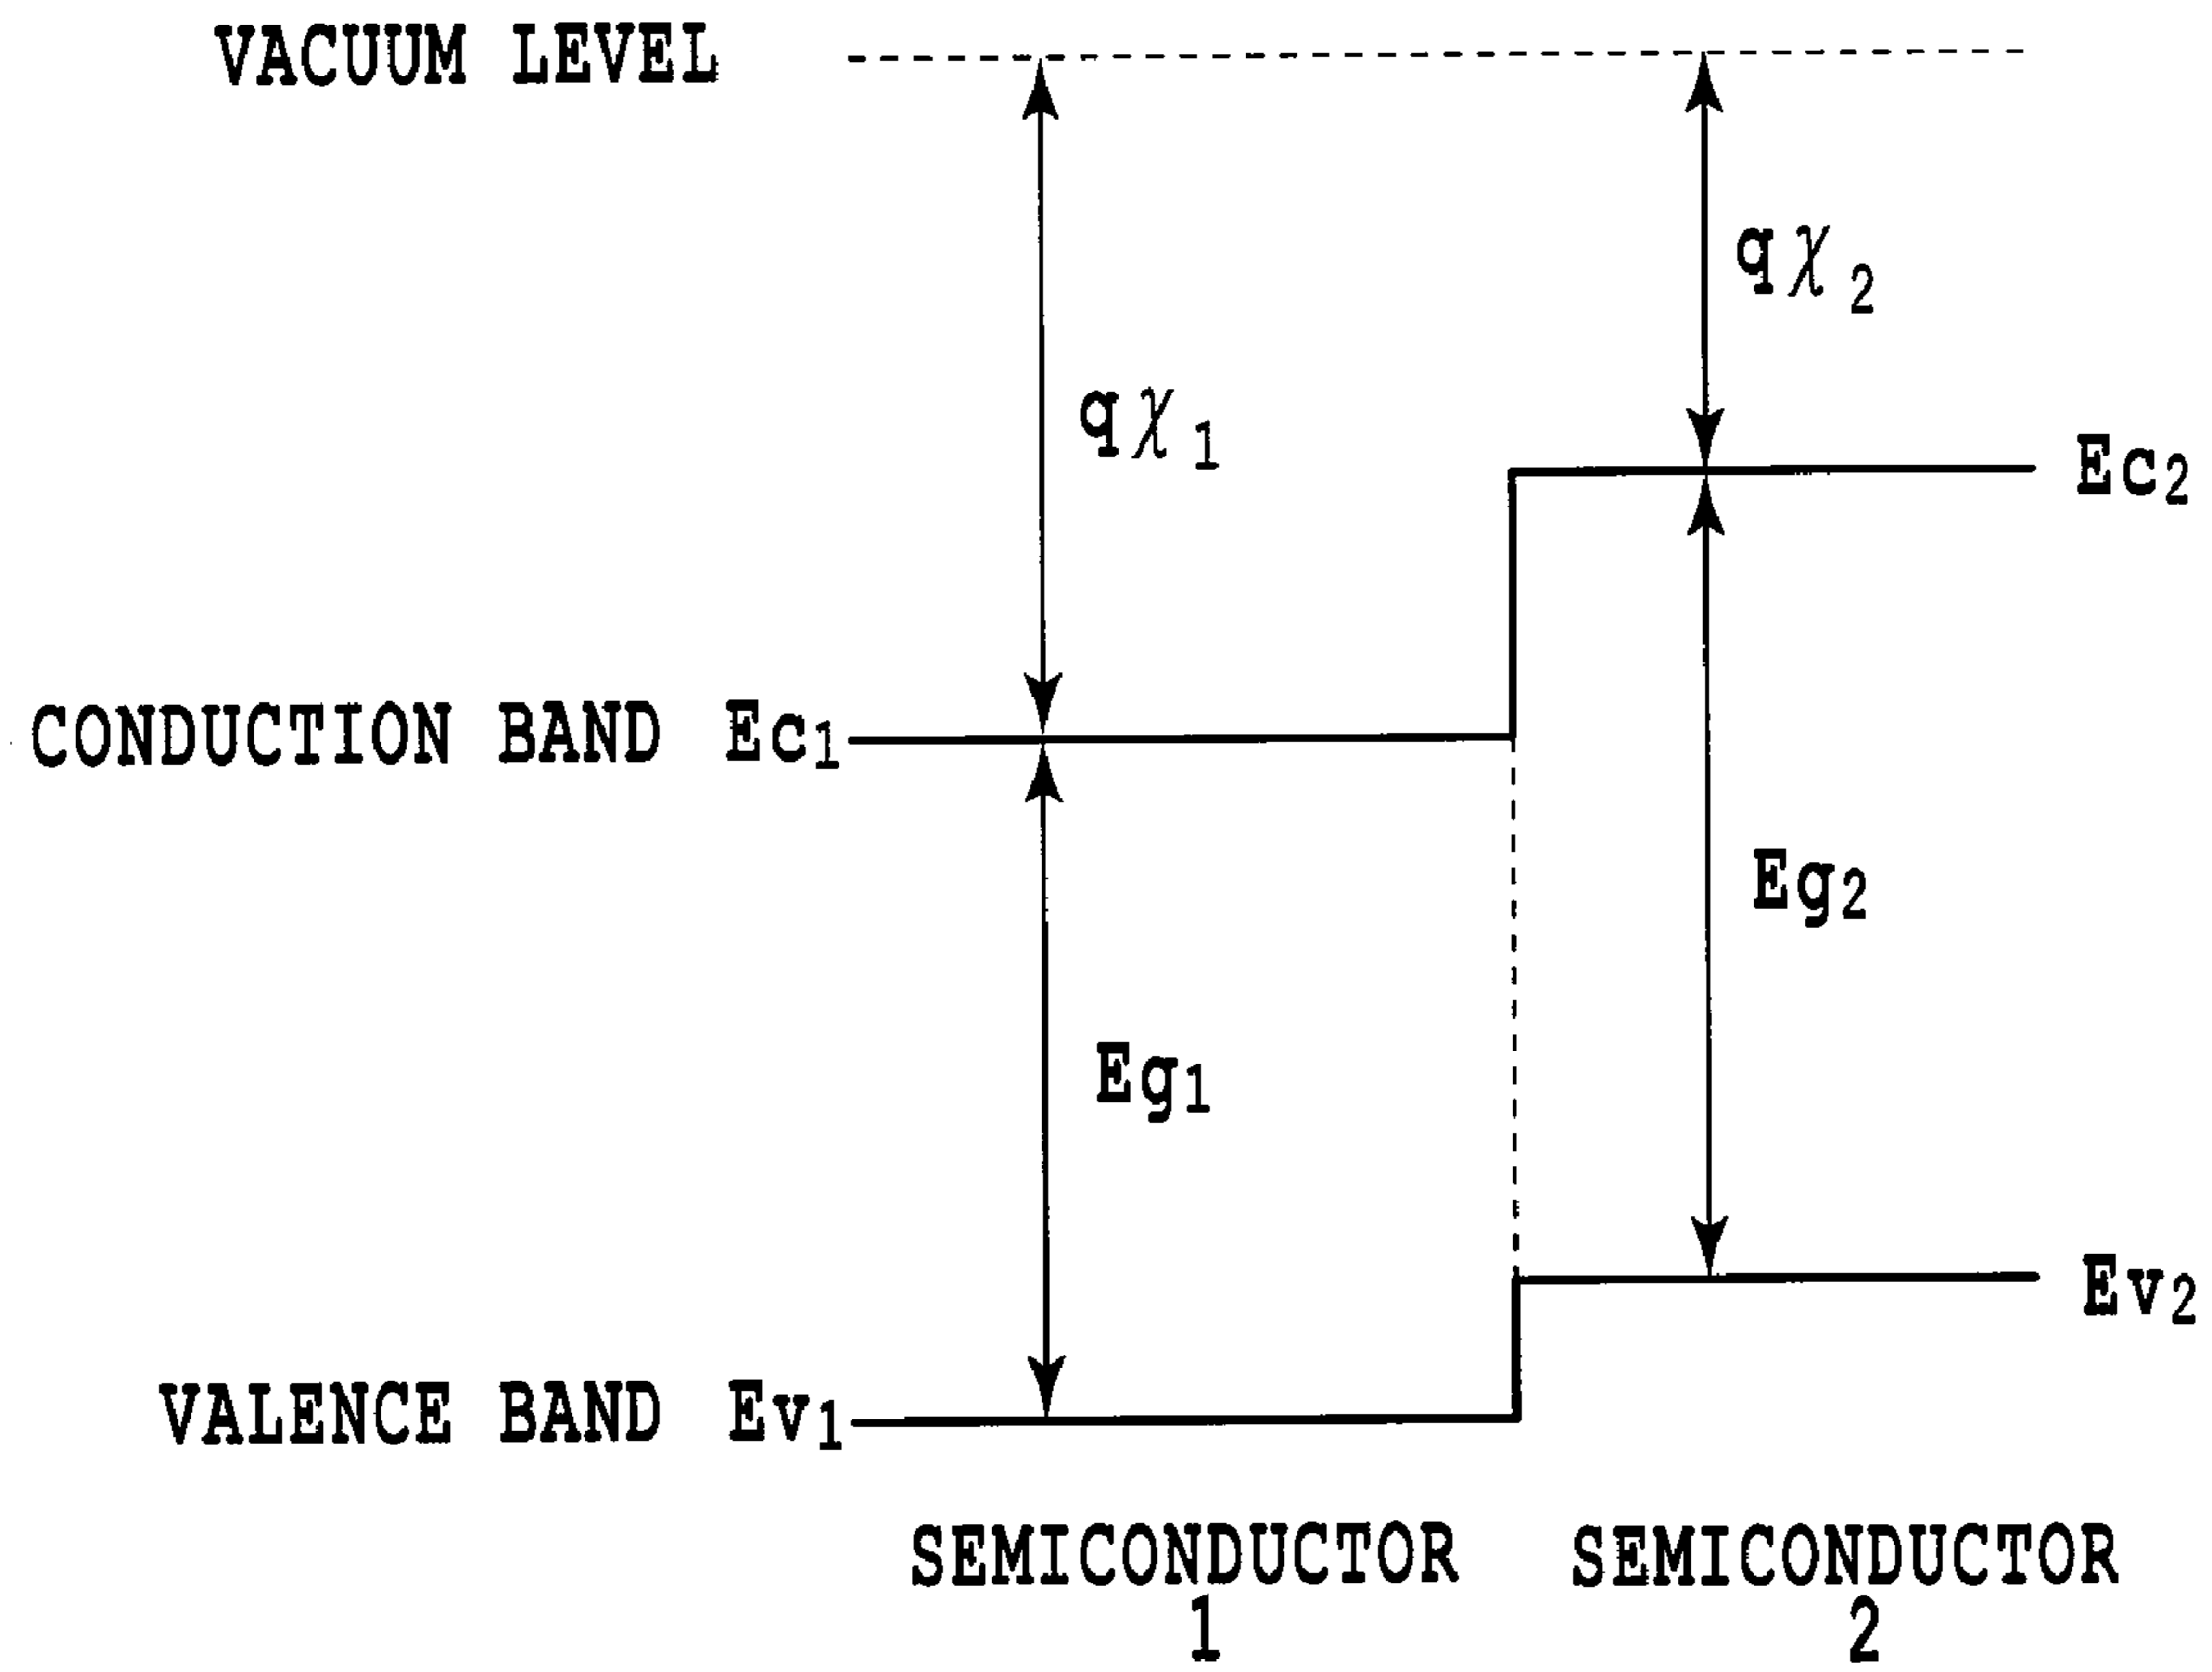 VACUUM LEVEL
qχ2
qχ1
Ec2
CONDUCTION BAND Ec1
Eg2
Eg1
Ev2
VALENCE BAND Ev1
SEMICONDUCTOR 1
SEMICONDUCTOR 2